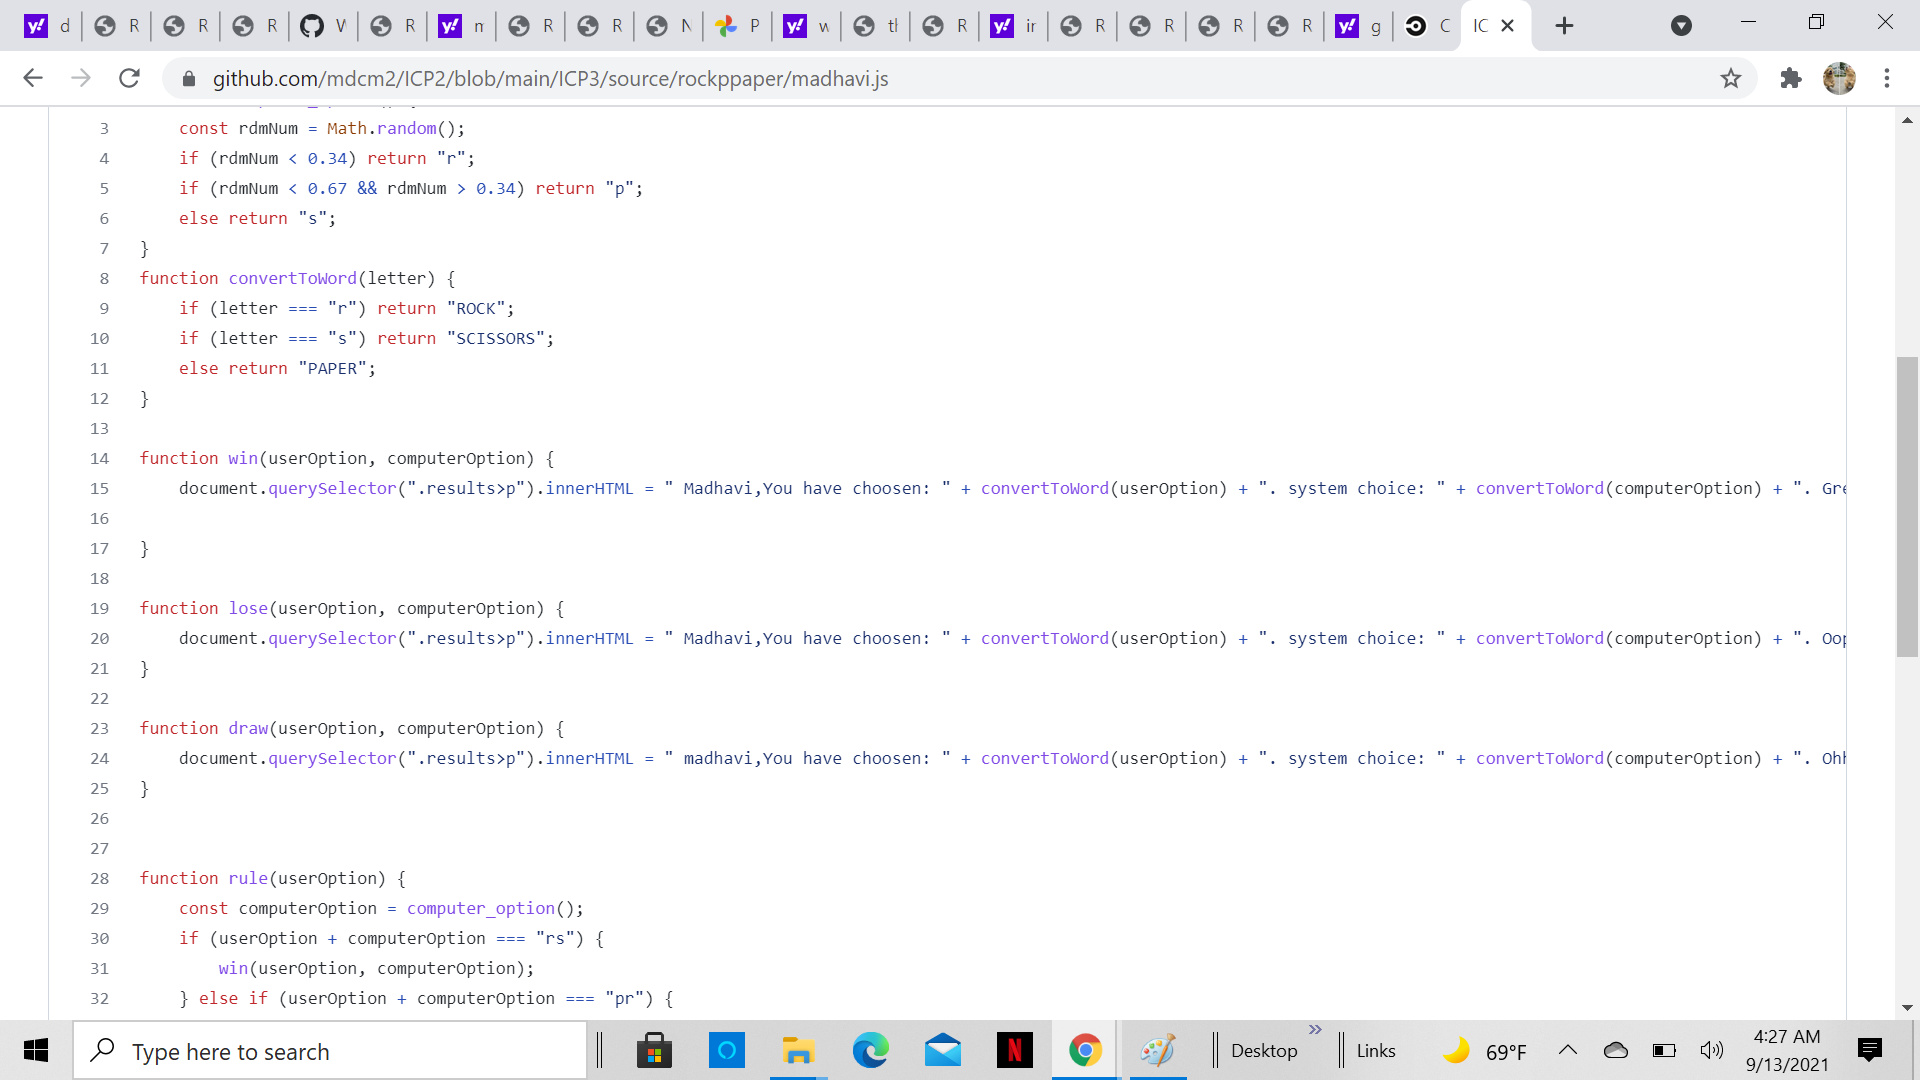 d R R R W R m R R N P w th R in R R R R g C IC
github.com/mdcm2/ICP2/blob/main/ICP3/source/rockppaper/madhavi.js
3 const rdmNum = Math.random();
4 if (rdmNum < 0.34) return "r";
5 if (rdmNum < 0.67 && rdmNum > 0.34) return "p";
6 else return "s";
7 }
8 function convertToWord(letter) {
9 if (letter === "r") return "ROCK";
10 if (letter === "s") return "SCISSORS";
11 else return "PAPER";
12 }
13
14 function win(userOption, computerOption) {
15 document.querySelector(".results>p").innerHTML = " Madhavi,You have choosen: " + convertToWord(userOption) + ". system choice: " + convertToWord(computerOption) + ". Gre
16
17 }
18
19 function lose(userOption, computerOption) {
20 document.querySelector(".results>p").innerHTML = " Madhavi,You have choosen: " + convertToWord(userOption) + ". system choice: " + convertToWord(computerOption) + ". Oop
21 }
22
23 function draw(userOption, computerOption) {
24 document.querySelector(".results>p").innerHTML = " madhavi,You have choosen: " + convertToWord(userOption) + ". system choice: " + convertToWord(computerOption) + ". Ohh
25 }
26
27
28 function rule(userOption) {
29 const computerOption = computer_option();
30 if (userOption + computerOption === "rs") {
31 win(userOption, computerOption);
32 } else if (userOption + computerOption === "pr") {
Type here to search
Desktop
Links
69°F
4:27 AM
9/13/2021